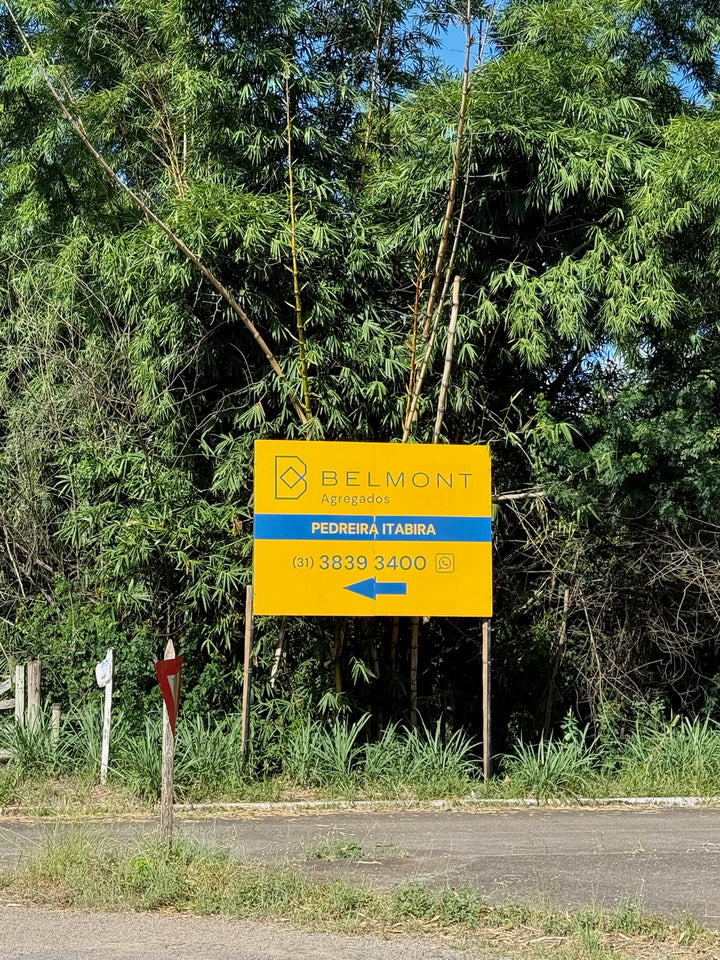 BELMONT
Agregados
PEDREIRA ITABIRA
(31) 3839 3400